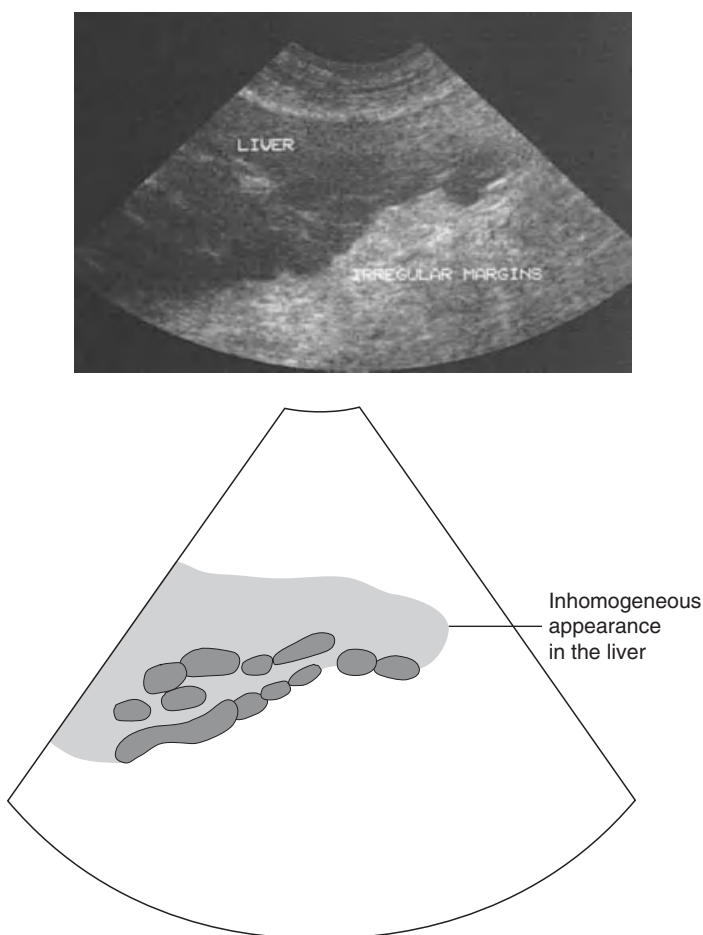 LIVER
IRREGULAR MARGINS
Inhomogeneous
appearance
in the liver